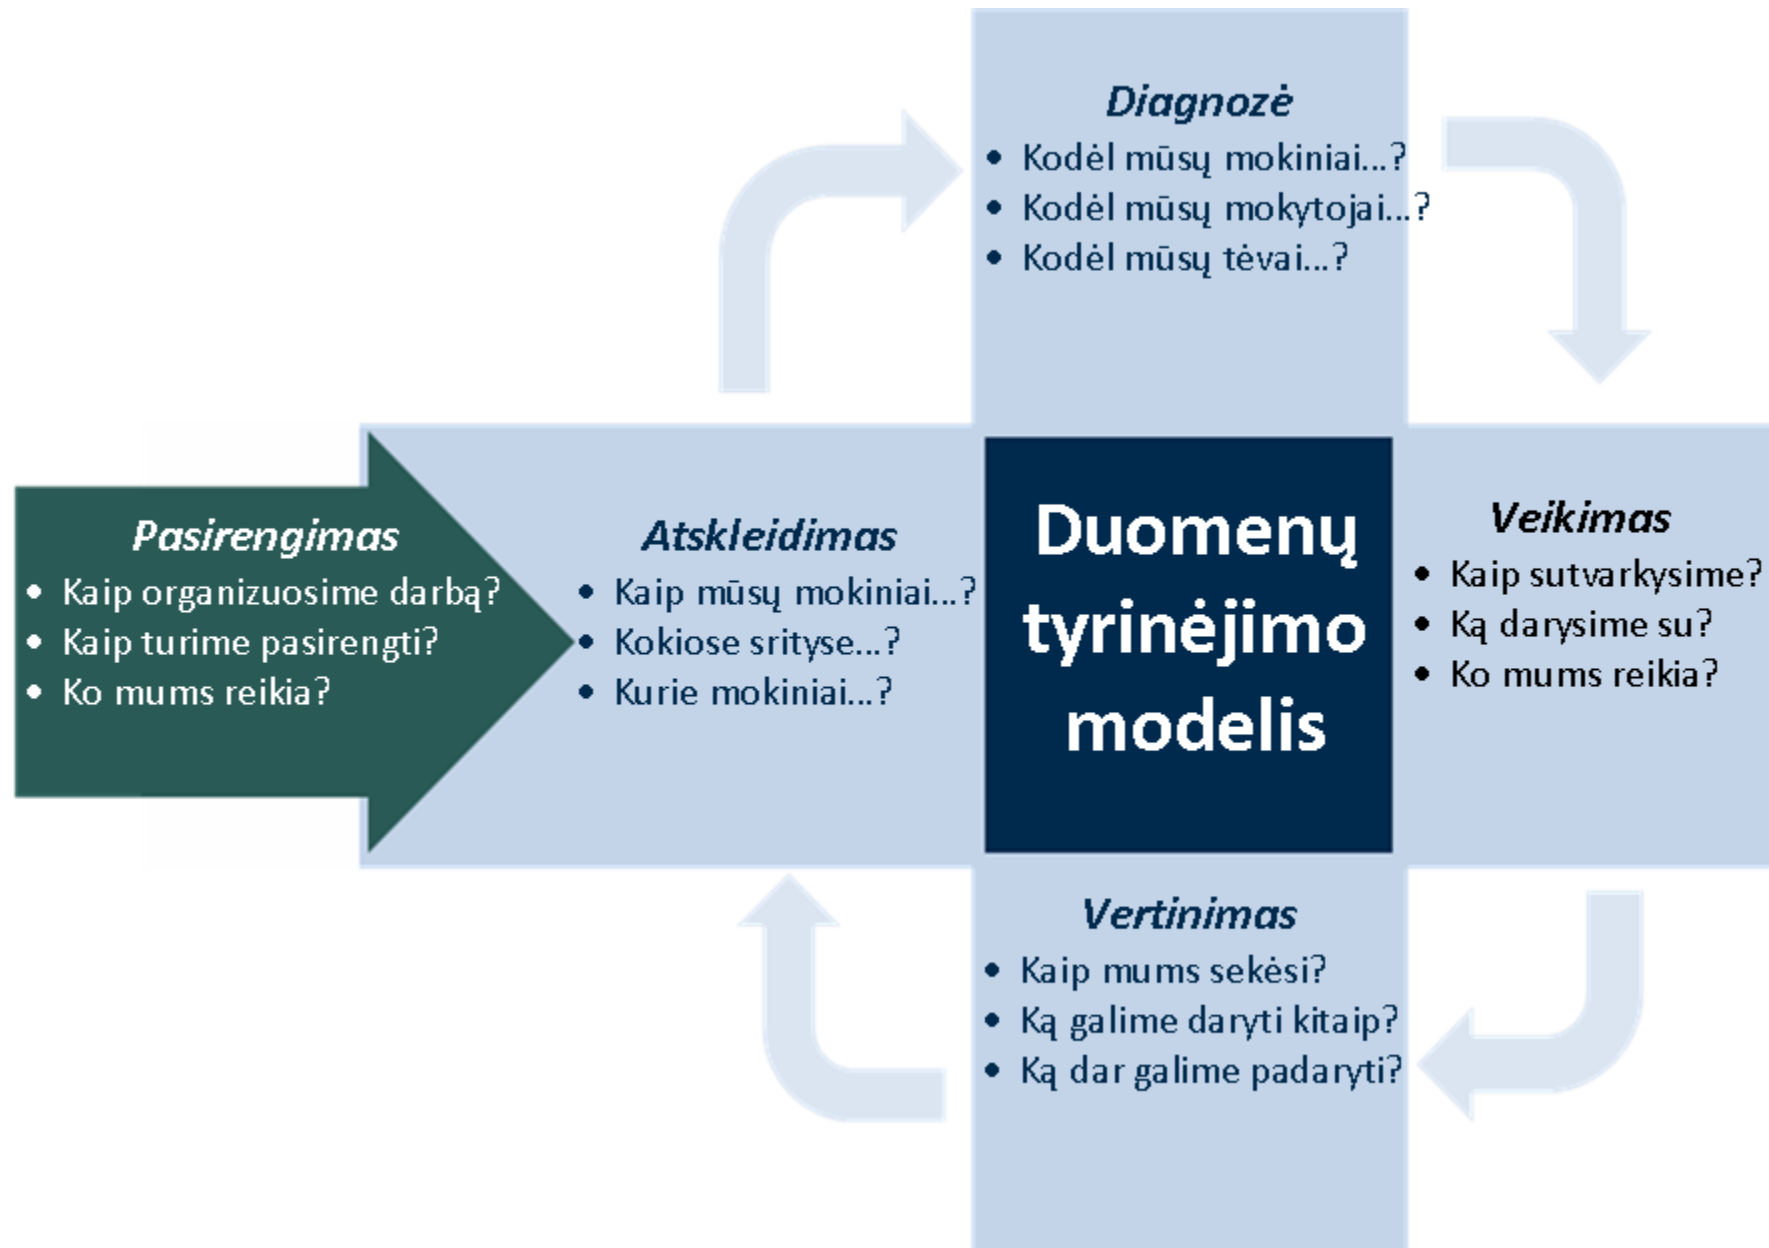 Diagnozė
• Kodėl mūsų mokiniai...?
• Kodėl mūsų mokytojai...?
• Kodėl mūsų tėvai...?
Pasirengimas
• Kaip organizuosime darbą?
• Kaip turime pasirengti?
• Ko mums reikia?
Atskleidimas
• Kaip mūsų mokiniai...?
• Kokiose srityse...?
• Kurie mokiniai...?
Duomenų
tyrinėjimo
modelis
Veikimas
• Kaip sutvarkysime?
• Ką darysime su?
• Ko mums reikia?
Vertinimas
• Kaip mums sekėsi?
• Ką galime daryti kitaip?
• Ką dar galime padaryti?